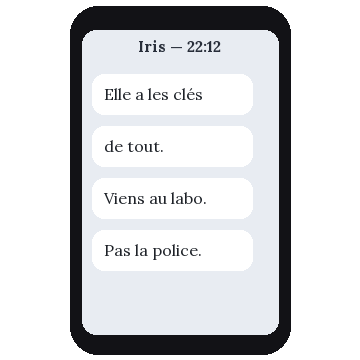 Iris — 22:12
Elle a les clés
de tout.
Viens au labo.
Pas la police.